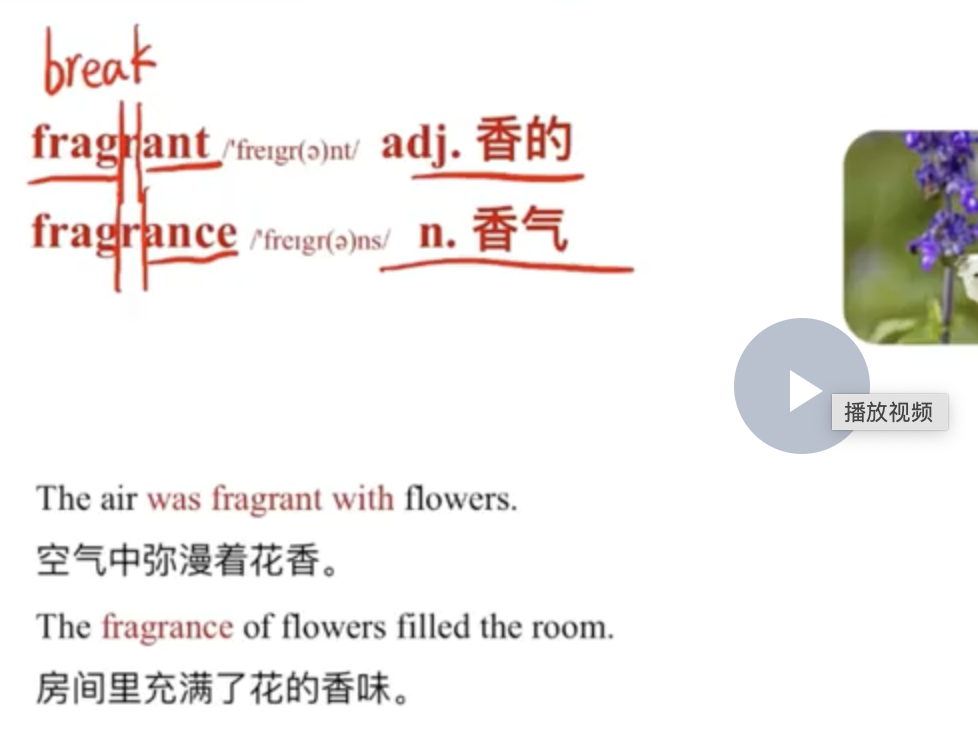 break
fragrant /'freɪgr(ə)nt/ adj. 香的
fragrance /'freɪgr(ə)ns/ n. 香气
播放视频
The air was fragrant with flowers.
空气中弥漫着花香。
The fragrance of flowers filled the room.
房间里充满了花的香味。